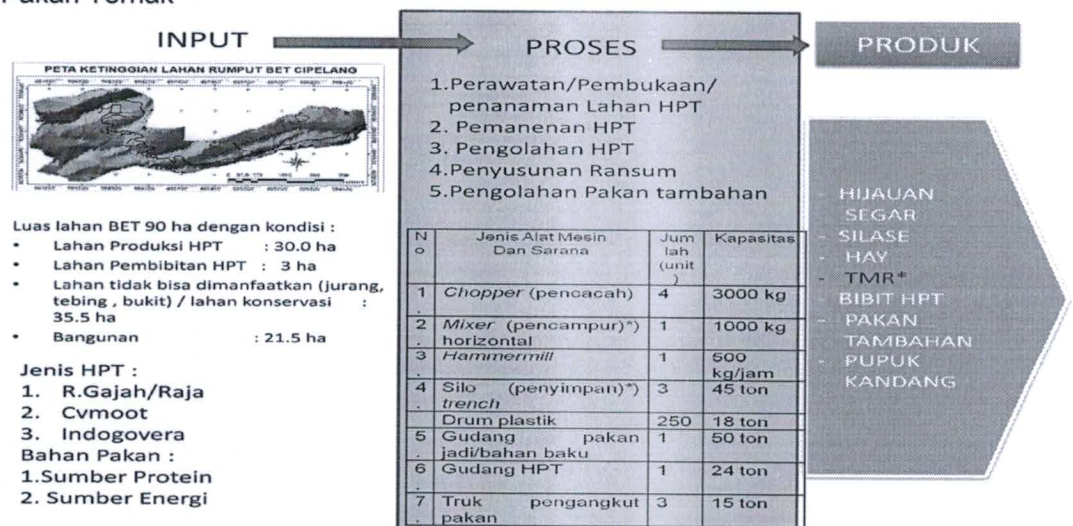 Pakan Ternak
INPUT
PETA KETINGGIAN LAHAN RUMPUT BET CIPELANG
Luas lahan BET 90 ha dengan kondisi :
• Lahan Produksi HPT : 30.0 ha
• Lahan Pembibitan HPT : 3 ha
• Lahan tidak bisa dimanfaatkan (jurang,
tebing , bukit) / lahan konservasi :
35.5 ha
• Bangunan : 21.5 ha
Jenis HPT :
1. R.Gajah/Raja
2. Cvmoot
3. Indogovera
Bahan Pakan :
1.Sumber Protein
2. Sumber Energi
PROSES
1.Perawatan/Pembukaan/
penanaman Lahan HPT
2. Pemanenan HPT
3. Pengolahan HPT
4.Penyusunan Ransum
5.Pengolahan Pakan tambahan
N Jenis Alat Mesin Jum Kapasitas
o Dan Sarana lah
(unit
)
1 Chopper (pencacah) 4 3000 kg
.
2 Mixer (pencampur)*) 1 1000 kg
. horizontal
3 Hammermill 1 500
. kg/jam
4 Silo (penyimpan)*) 3 45 ton
. trench
Drum plastik 250 18 ton
5 Gudang pakan 1 50 ton
. jadi/bahan baku
6 Gudang HPT 1 24 ton
.
7 Truk pengangkut 3 15 ton
. pakan
PRODUK
- HIJAUAN
SEGAR
- SILASE
- HAY
- TMR*
- BIBIT HPT
- PAKAN
TAMBAHAN
- PUPUK
KANDANG